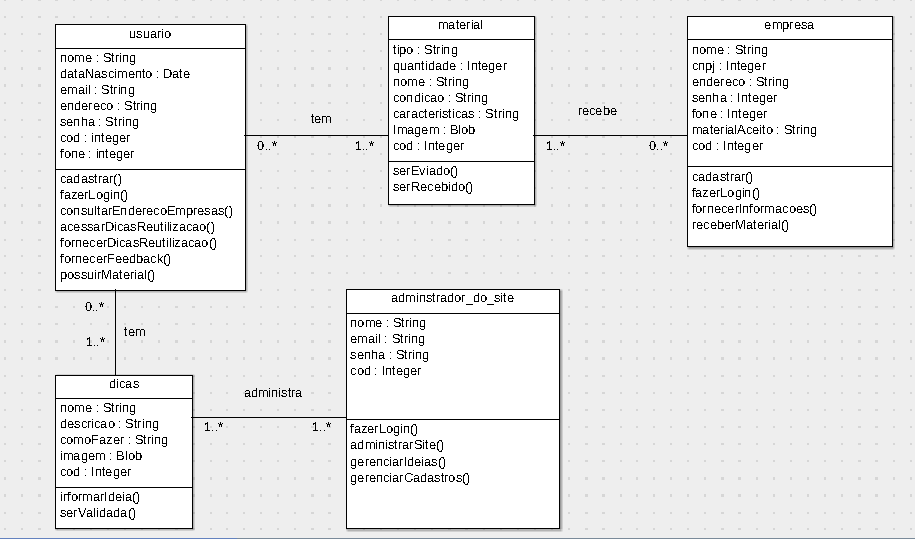 usuario
nome : String
dataNascimento : Date
email : String
endereco : String
senha : String
cod : integer
fone : integer
cadastrar()
fazerLogin()
consultarEnderecoEmpresas()
acessarDicasReutilizacao()
fornecerDicasReutilizacao()
fornecerFeedback()
possuirMaterial()
tem
0..*
1..*
material
tipo : String
quantidade : Integer
nome : String
condicao : String
caracteristicas : String
Imagem : Blob
cod : Integer
serEviado()
serRecebido()
recebe
1..*
0..*
empresa
nome : String
cnpj : Integer
endereco : String
senha : Integer
fone : Integer
materialAceito : String
cod : Integer
cadastrar()
fazerLogin()
fornecerInformacoes()
receberMaterial()
0..*
tem
1..*
dicas
nome : String
descricao : String
comoFazer : String
imagem : Blob
cod : Integer
irformarIdeia()
serValidada()
administra
1..*
1..*
adminstrador_do_site
nome : String
email : String
senha : String
cod : Integer
fazerLogin()
administrarSite()
gerenciarIdeias()
gerenciarCadastros()